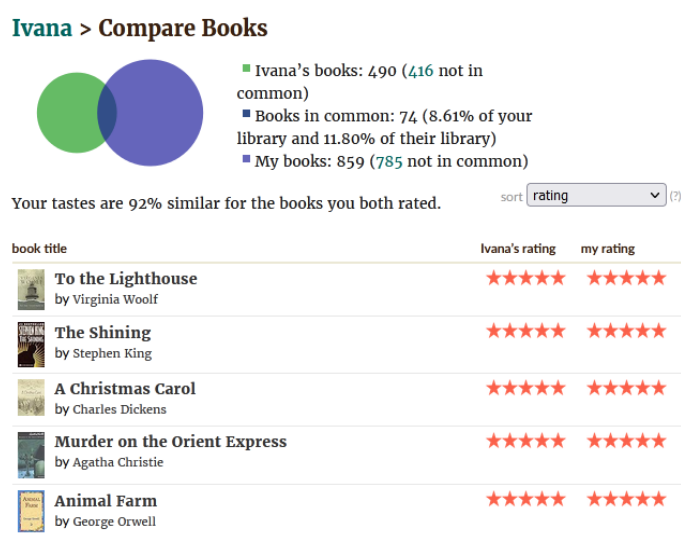 Ivana > Compare Books
Ivana’s books: 490 (416 not in
common)
Books in common: 74 (8.61% of your
library and 11.80% of their library)
My books: 859 (785 not in common)
Your tastes are 92% similar for the books you both rated.
sort rating (?)
book title Ivana’s rating my rating
To the Lighthouse
by Virginia Woolf
The Shining
by Stephen King
A Christmas Carol
by Charles Dickens
Murder on the Orient Express
by Agatha Christie
Animal Farm
by George Orwell